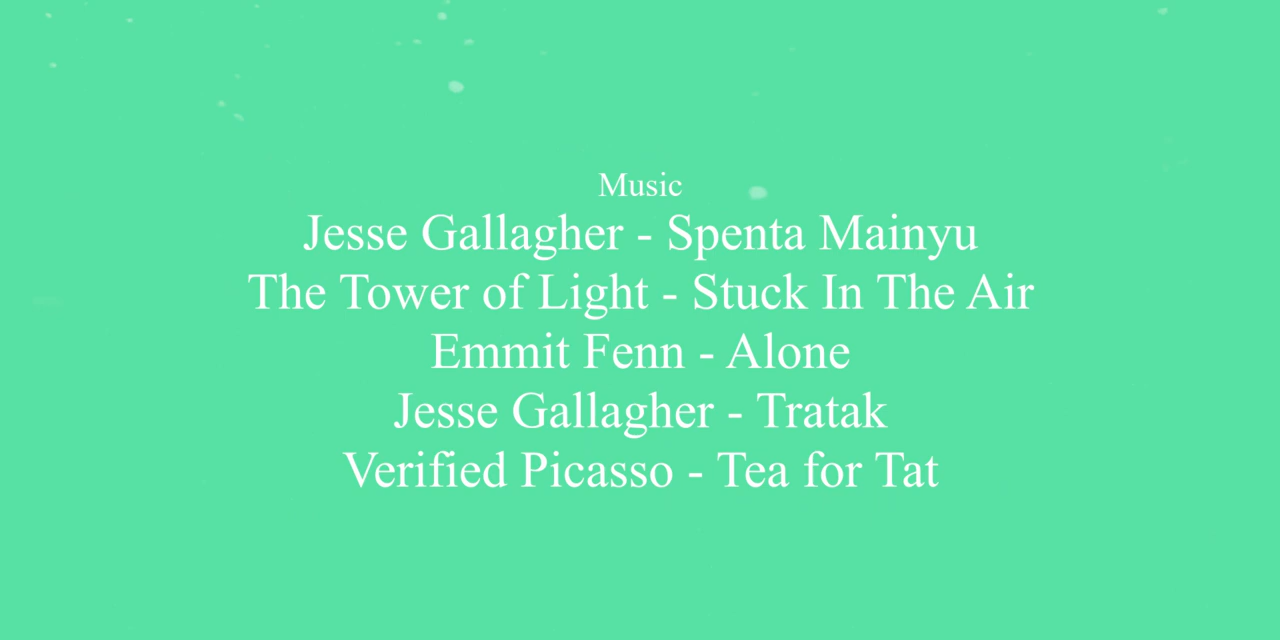 Music
Jesse Gallagher - Spenta Mainyu
The Tower of Light - Stuck In The Air
Emmit Fenn - Alone
Jesse Gallagher - Tratak
Verified Picasso - Tea for Tat